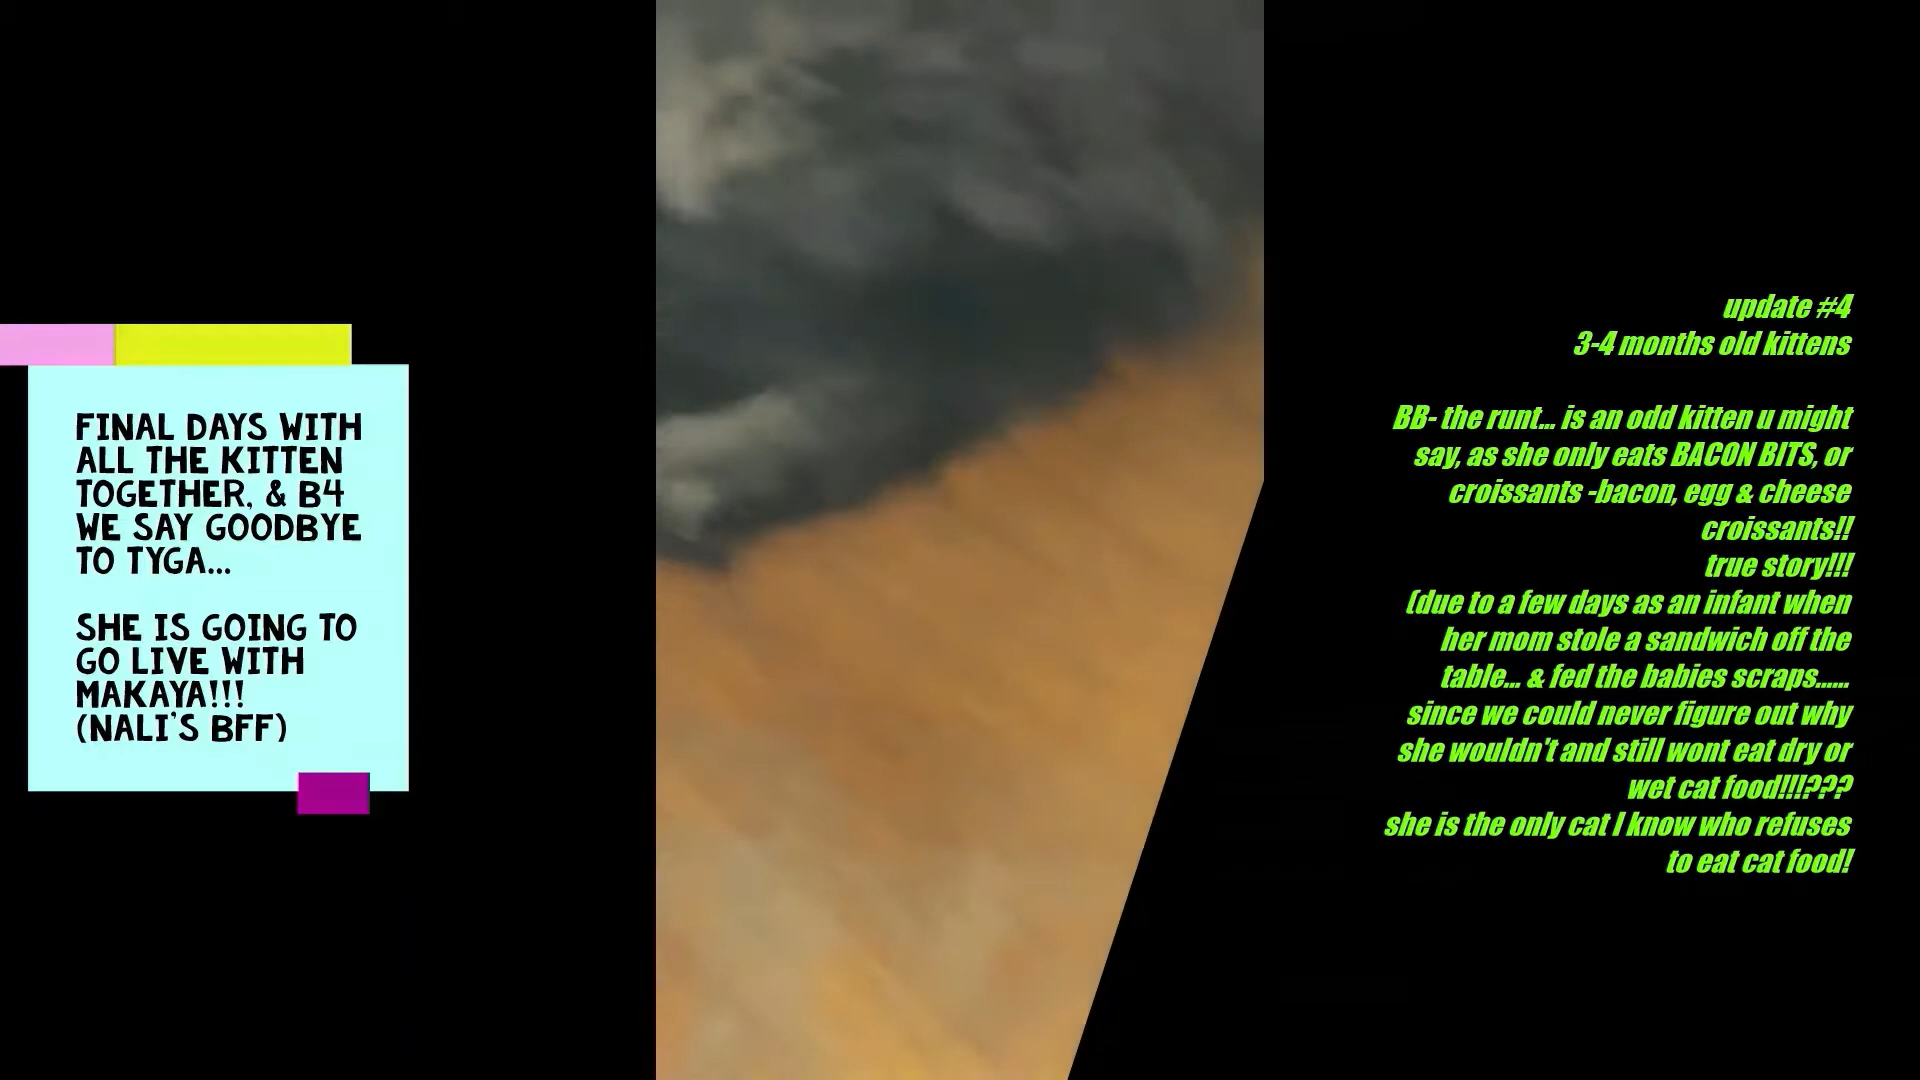 FINAL DAYS WITH
ALL THE KITTEN
TOGETHER, & B4
WE SAY GOODBYE
TO TYGA...
SHE IS GOING TO
GO LIVE WITH
MAKAYA!!!
(NALI'S BFF)
update #4
3-4 months old kittens
BB- the runt... is an odd kitten u might
say, as she only eats BACON BITS, or
croissants -bacon, egg & cheese
croissants!!
true story!!!
(due to a few days as an infant when
her mom stole a sandwich off the
table... & fed the babies scraps......
since we could never figure out why
she wouldn't and still wont eat dry or
wet cat food!!!???
she is the only cat I know who refuses
to eat cat food!